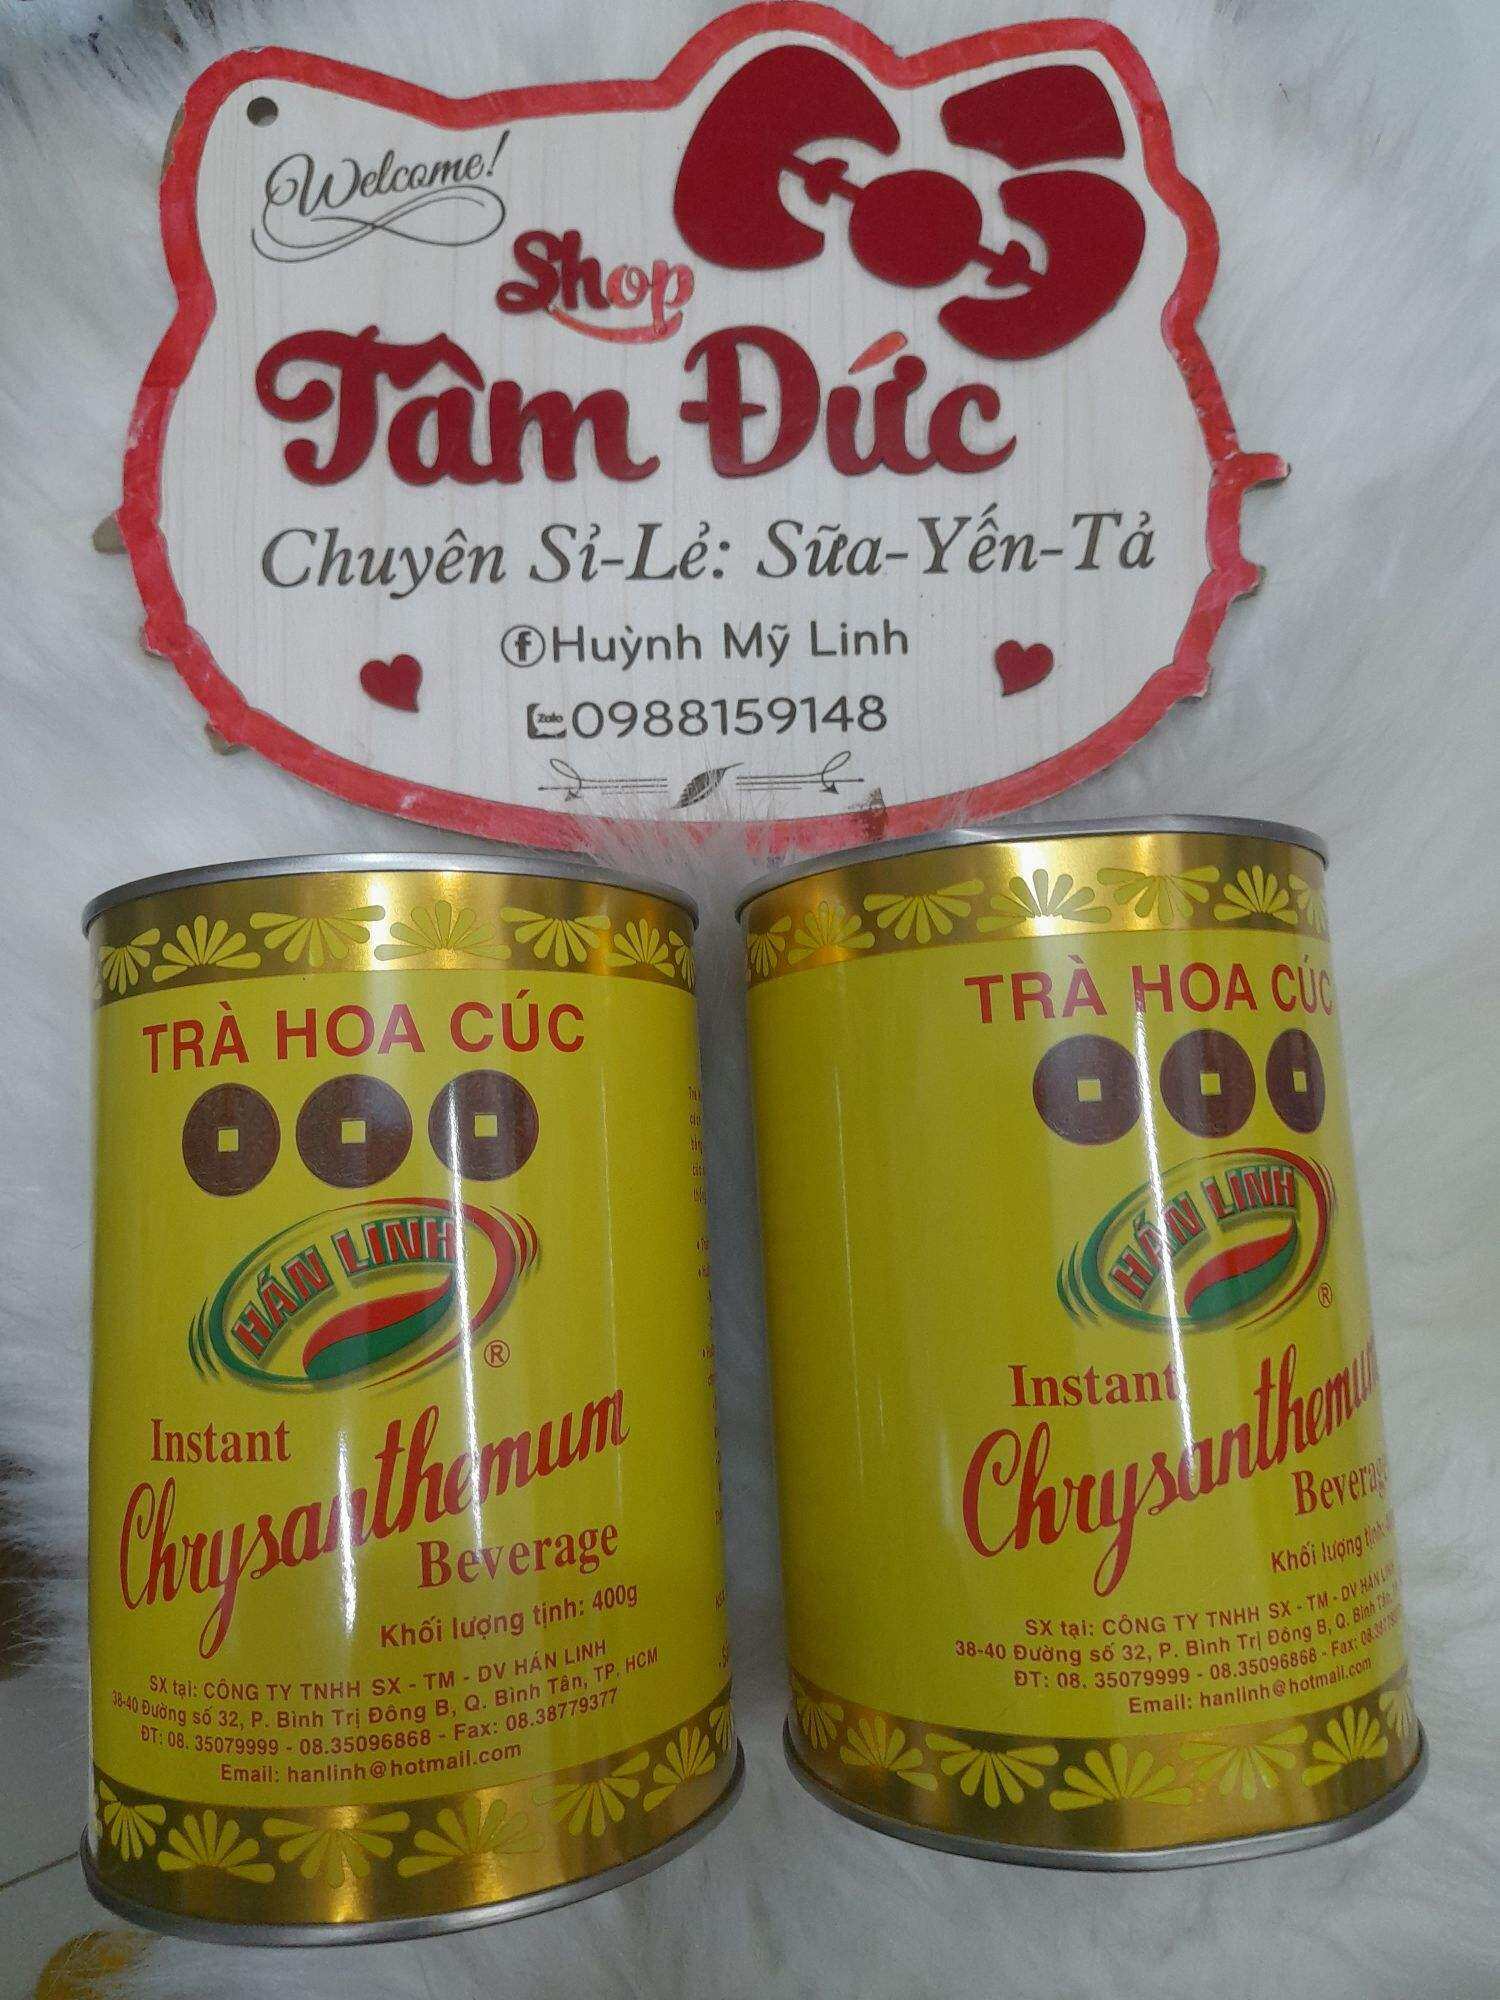 Welcome!
Shop
Tâm Đức
Chuyên Sỉ-Lẻ: Sữa-Yến-Tả
f Huỳnh Mỹ Linh
Zalo 0988159148
TRÀ HOA CÚC
HÁN LINH
®
Instant
Chrysanthemum
Beverage
Khối lượng tịnh: 400g
SX tại: CÔNG TY TNHH SX - TM - DV HÁN LINH
38-40 Đường số 32, P. Bình Trị Đông B, Q. Bình Tân, TP. HCM
ĐT: 08. 35079999 - 08.35096868 - Fax: 08.38779377
Email: hanlinh@hotmail.com
TRÀ HOA CÚC
HÁN LINH
®
Instant
Chrysanthemum
Beverage
Khối lượng tịnh:
SX tại: CÔNG TY TNHH SX - TM - DV HÁN LINH
38-40 Đường số 32, P. Bình Trị Đông B, Q. Bình Tân,
ĐT: 08. 35079999 - 08.35096868 - Fax:
Email: hanlinh@hotmail.com